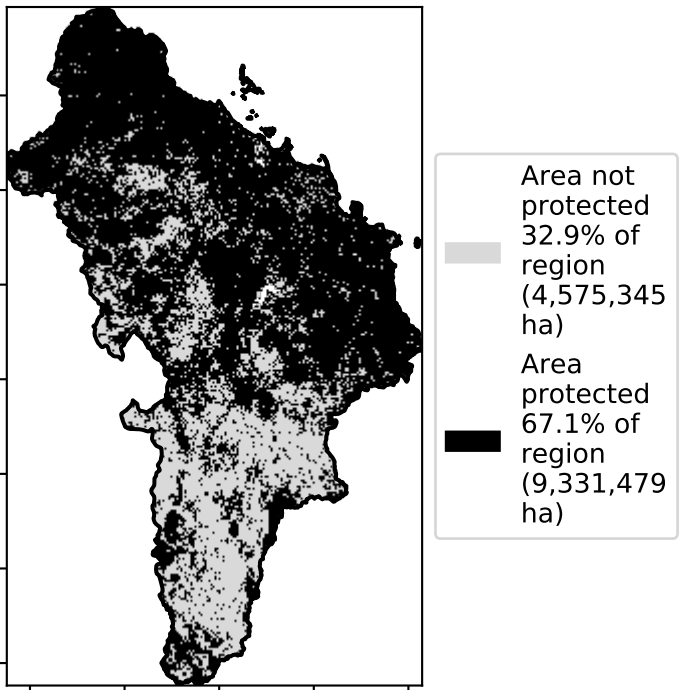 Area not
protected
32.9% of
region
(4,575,345
ha)
Area
protected
67.1% of
region
(9,331,479
ha)